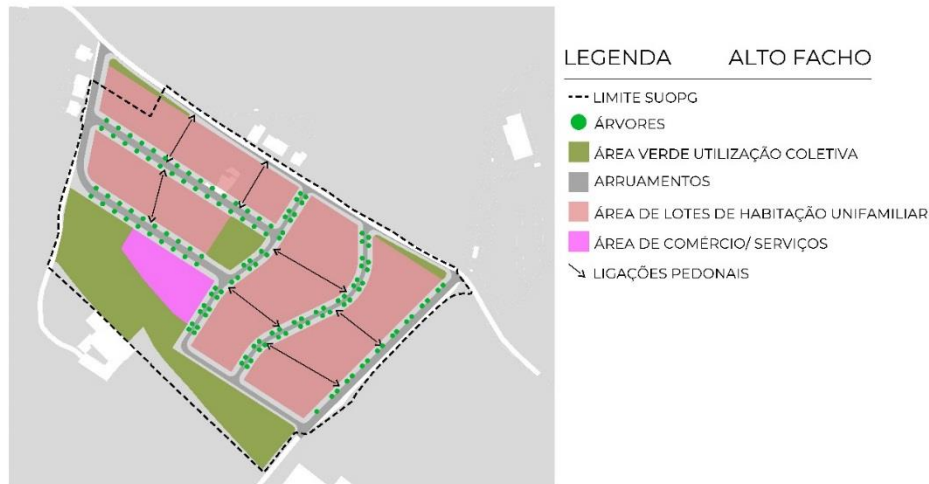 LEGENDA ALTO FACHO
LIMITE SUOPG
ÁRVORES
ÁREA VERDE UTILIZAÇÃO COLETIVA
ARRUAMENTOS
ÁREA DE LOTES DE HABITAÇÃO UNIFAMILIAR
ÁREA DE COMÉRCIO/ SERVIÇOS
LIGAÇÕES PEDONAIS